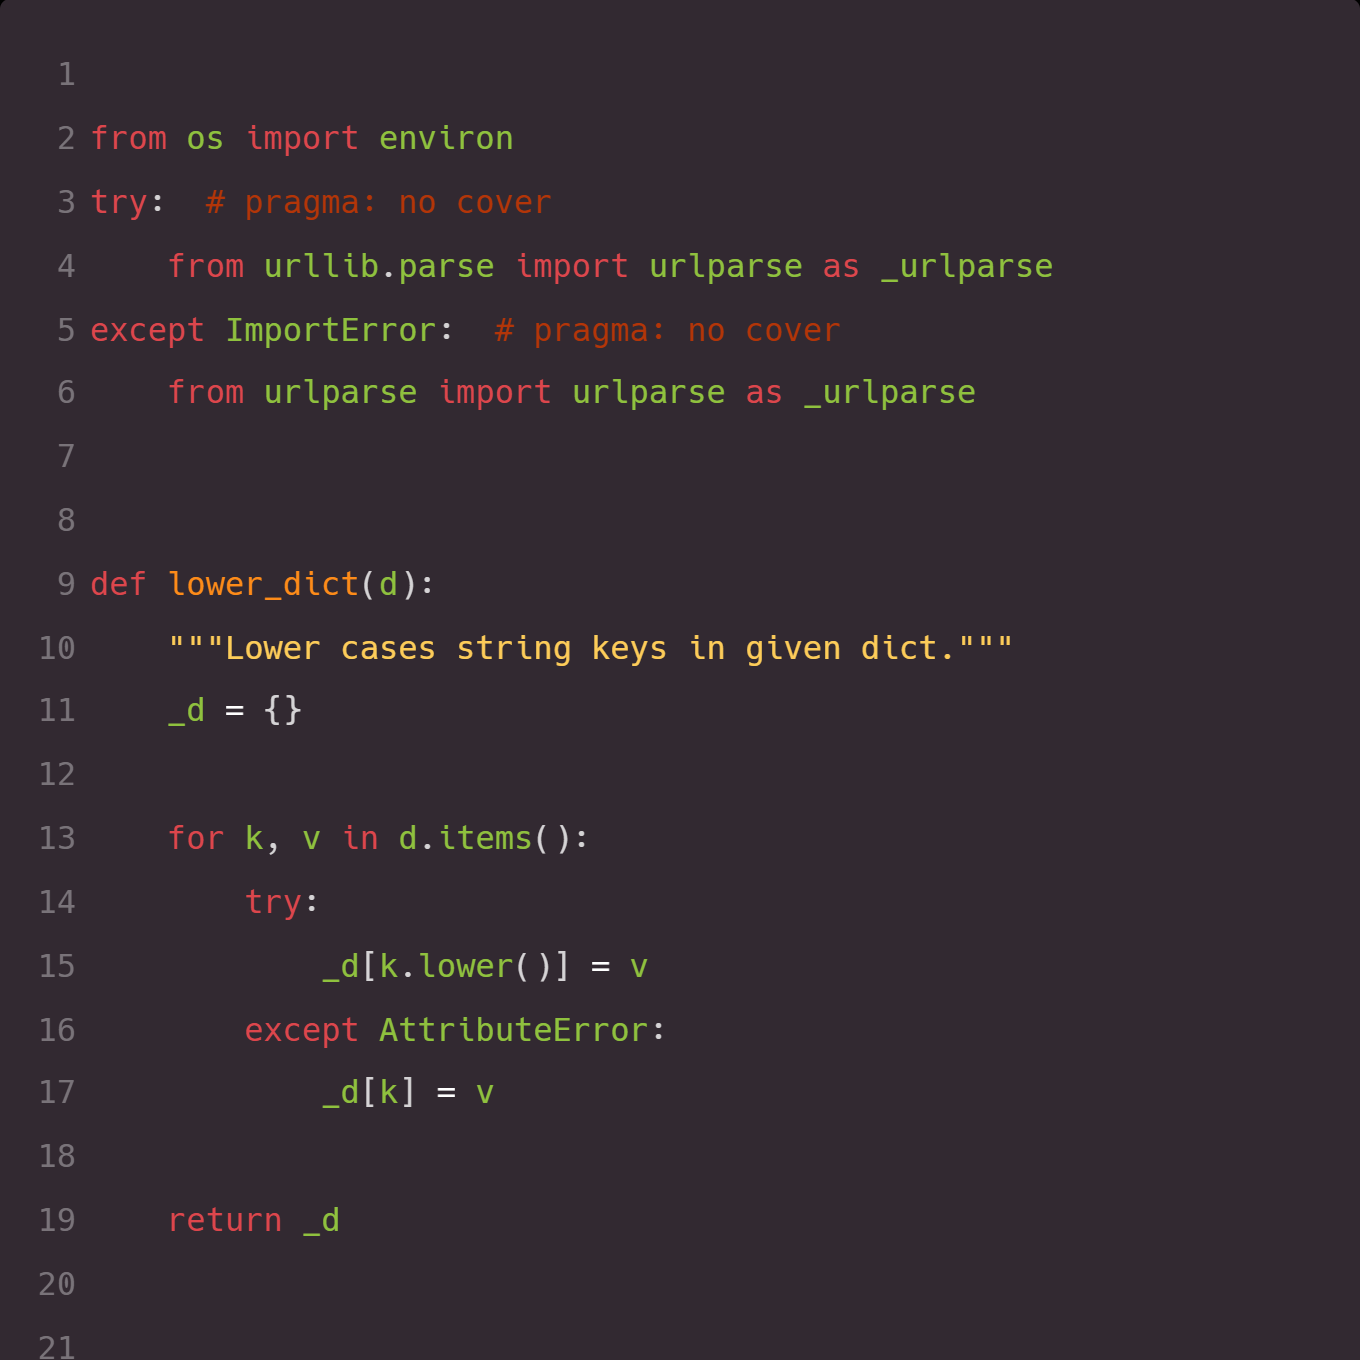 1
2 from os import environ
3 try:  # pragma: no cover
4     from urllib.parse import urlparse as _urlparse
5 except ImportError:  # pragma: no cover
6     from urlparse import urlparse as _urlparse
7
8
9 def lower_dict(d):
10     """Lower cases string keys in given dict."""
11     _d = {}
12
13     for k, v in d.items():
14         try:
15             _d[k.lower()] = v
16         except AttributeError:
17             _d[k] = v
18
19     return _d
20
21